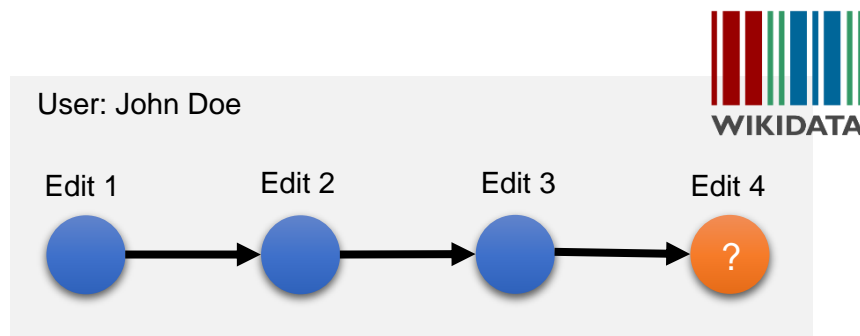 WIKIDATA
User: John Doe
Edit 1
Edit 2
Edit 3
Edit 4
?